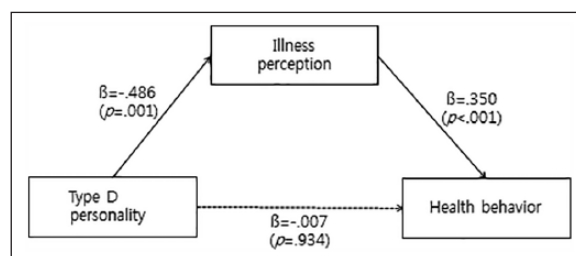 Illness
perception
ß=-.486
(p=.001)
ß=.350
(p<.001)
Type D
personality
Health behavior
ß=-.007
(p=.934)